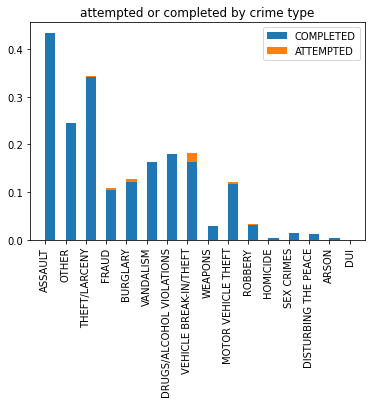 attempted or completed by crime type
COMPLETED
ATTEMPTED
0.4
0.3
0.2
0.1
0.0
ASSAULT
OTHER
THEFT/LARCENY
FRAUD
BURGLARY
VANDALISM
DRUGS/ALCOHOL VIOLATIONS
VEHICLE BREAK-IN/THEFT
WEAPONS
MOTOR VEHICLE THEFT
ROBBERY
HOMICIDE
SEX CRIMES
DISTURBING THE PEACE
ARSON
DUI